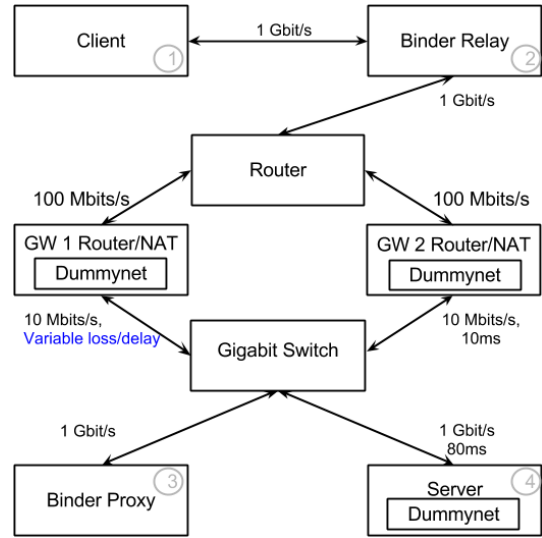 Client
1
1 Gbit/s
Binder Relay
2
1 Gbit/s
Router
100 Mbits/s
100 Mbits/s
GW 1 Router/NAT
Dummynet
GW 2 Router/NAT
Dummynet
10 Mbits/s,
Variable loss/delay
Gigabit Switch
10 Mbits/s,
10ms
1 Gbit/s
1 Gbit/s
80ms
Binder Proxy
3
Server
4
Dummynet